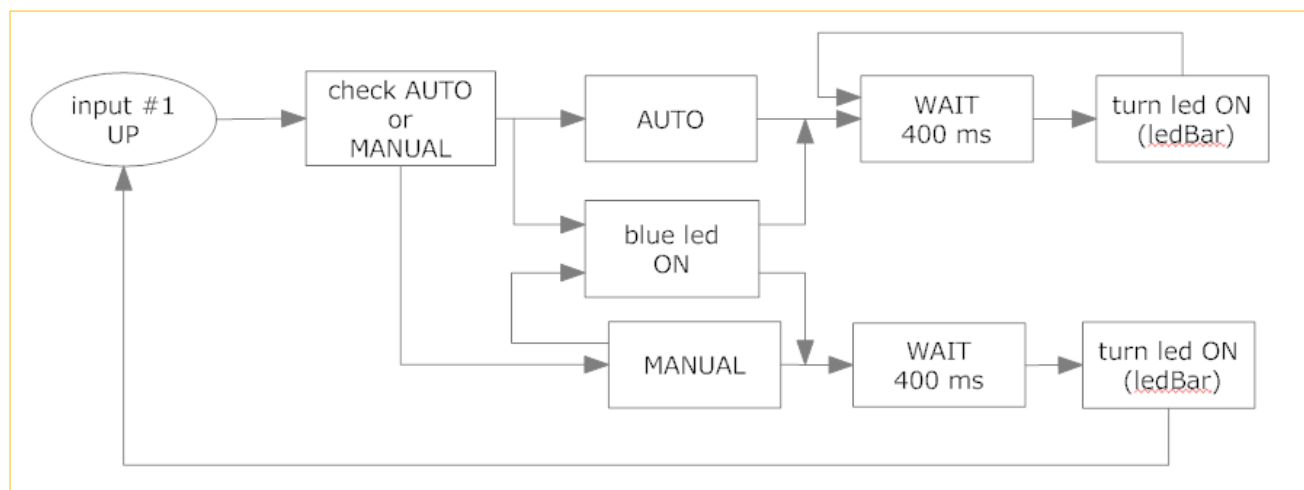 input #1
UP
check AUTO
or
MANUAL
AUTO
WAIT
400 ms
turn led ON
(ledBar)
blue led
ON
MANUAL
WAIT
400 ms
turn led ON
(ledBar)